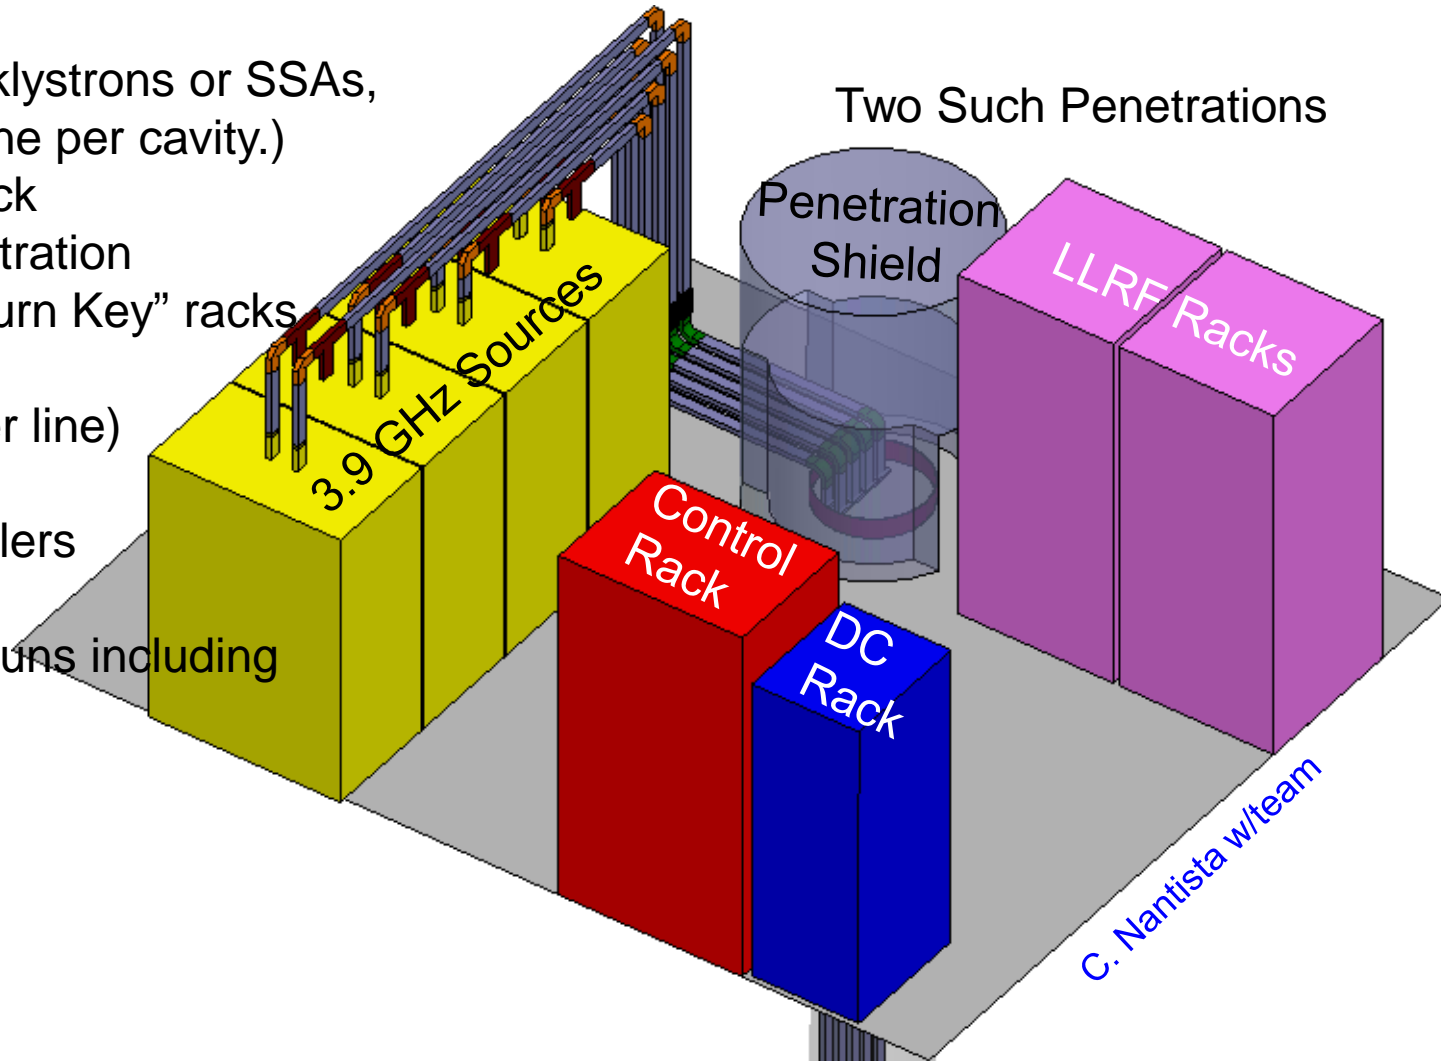 klystrons or SSAs,
ne per cavity.)
ck
tration
urn Key” racks
r line)
lers
uns including
Two Such Penetrations
Penetration
Shield
LLRF Racks
3.9 GHz Sources
Control
Rack
DC
Rack
C. Nantista w/team